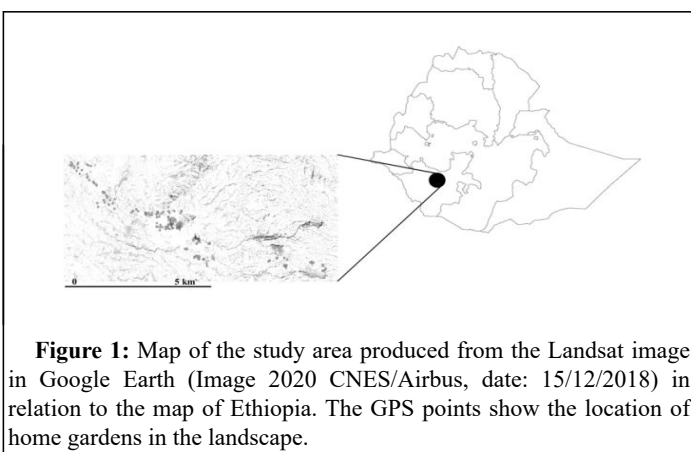 0 5 km
Figure 1: Map of the study area produced from the Landsat image
in Google Earth (Image 2020 CNES/Airbus, date: 15/12/2018) in
relation to the map of Ethiopia. The GPS points show the location of
home gardens in the landscape.